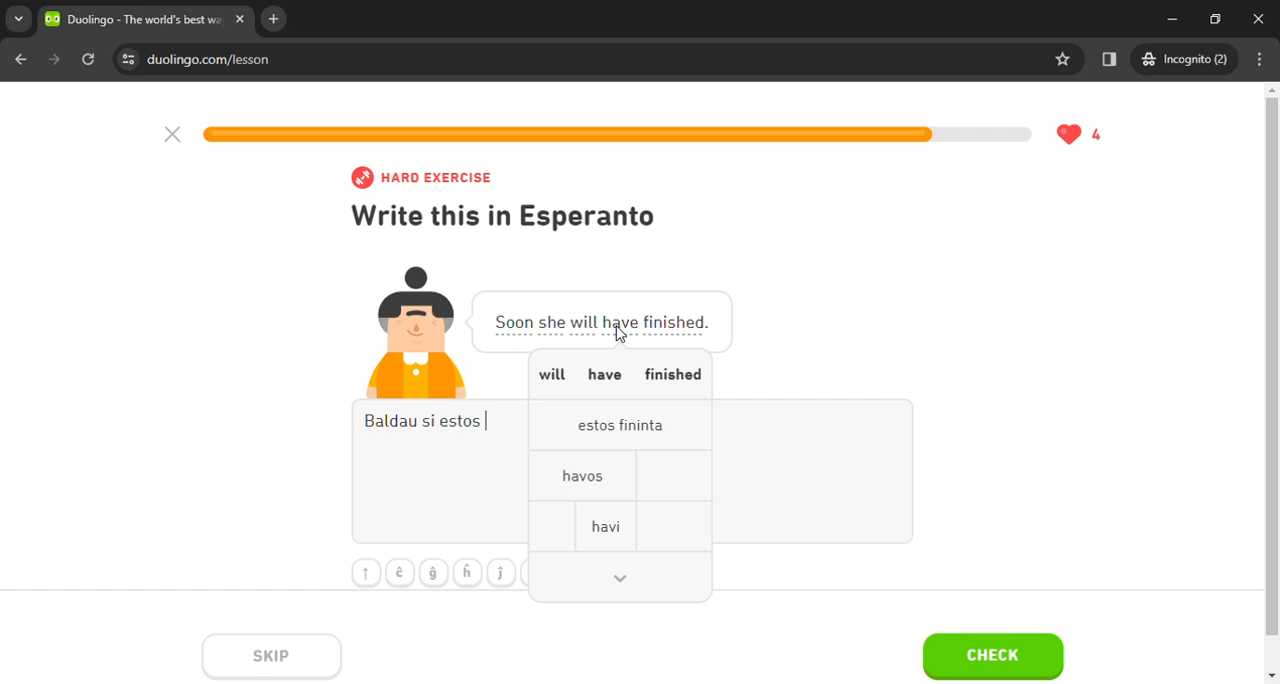 Duolingo - The world's best wa
duolingo.com/lesson
Incognito (2)
4
HARD EXERCISE
Write this in Esperanto
Soon she will have finished.
will have finished
estos fininta
havos
havi
Baldau si estos
↑ ĉ ĝ ĥ ĵ
SKIP
CHECK